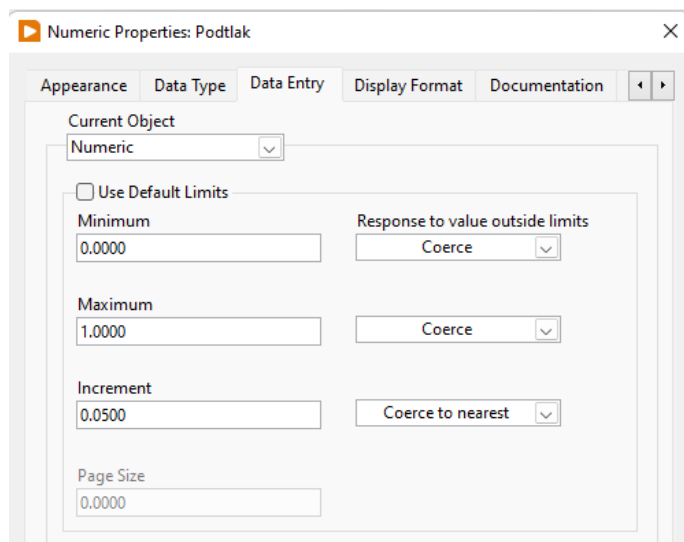 Numeric Properties: Podtlak
Appearance Data Type Data Entry Display Format Documentation
Current Object
Numeric
Use Default Limits
Minimum Response to value outside limits
0.0000 Coerce
Maximum
1.0000 Coerce
Increment
0.0500 Coerce to nearest
Page Size
0.0000